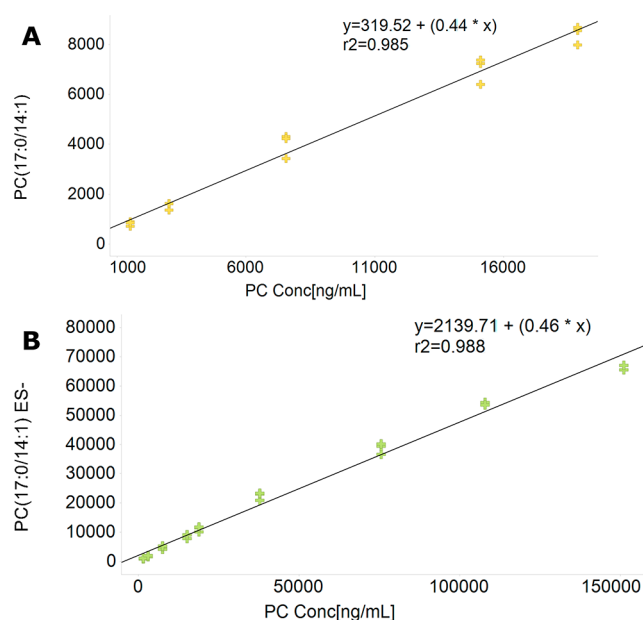 A
y=319.52 + (0.44 * x)
r2=0.985
PC(17:0/14:1)
8000
6000
4000
2000
0
1000 6000 11000 16000
PC Conc[ng/mL]
B
y=2139.71 + (0.46 * x)
r2=0.988
PC(17:0/14:1) ES-
80000
70000
60000
50000
40000
30000
20000
10000
0
0 50000 100000 150000
PC Conc[ng/mL]